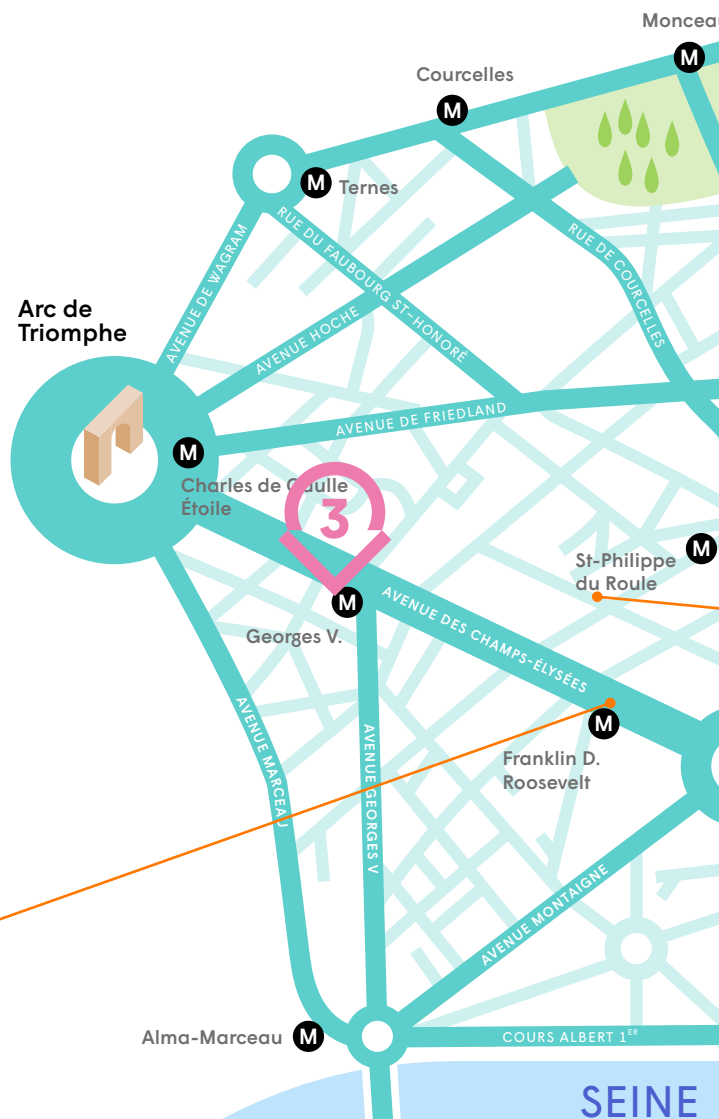 Monceau
Courcelles
Ternes
RUE DU FAUBOURG ST-HONORÉ
RUE DE COURCELLES
AVENUE DE WAGRAM
Arc de
Triomphe
AVENUE HOCHE
AVENUE DE FRIEDLAND
M
M
M
M
Charles de Gaulle
Étoile
3
M
St-Philippe
du Roule
M
Georges V.
AVENUE DES CHAMPS-ÉLYSÉES
AVENUE MARCEAU
AVENUE GEORGES V
M
Franklin D.
Roosevelt
AVENUE MONTAIGNE
Alma-Marceau
M
COURS ALBERT 1ER
SEINE